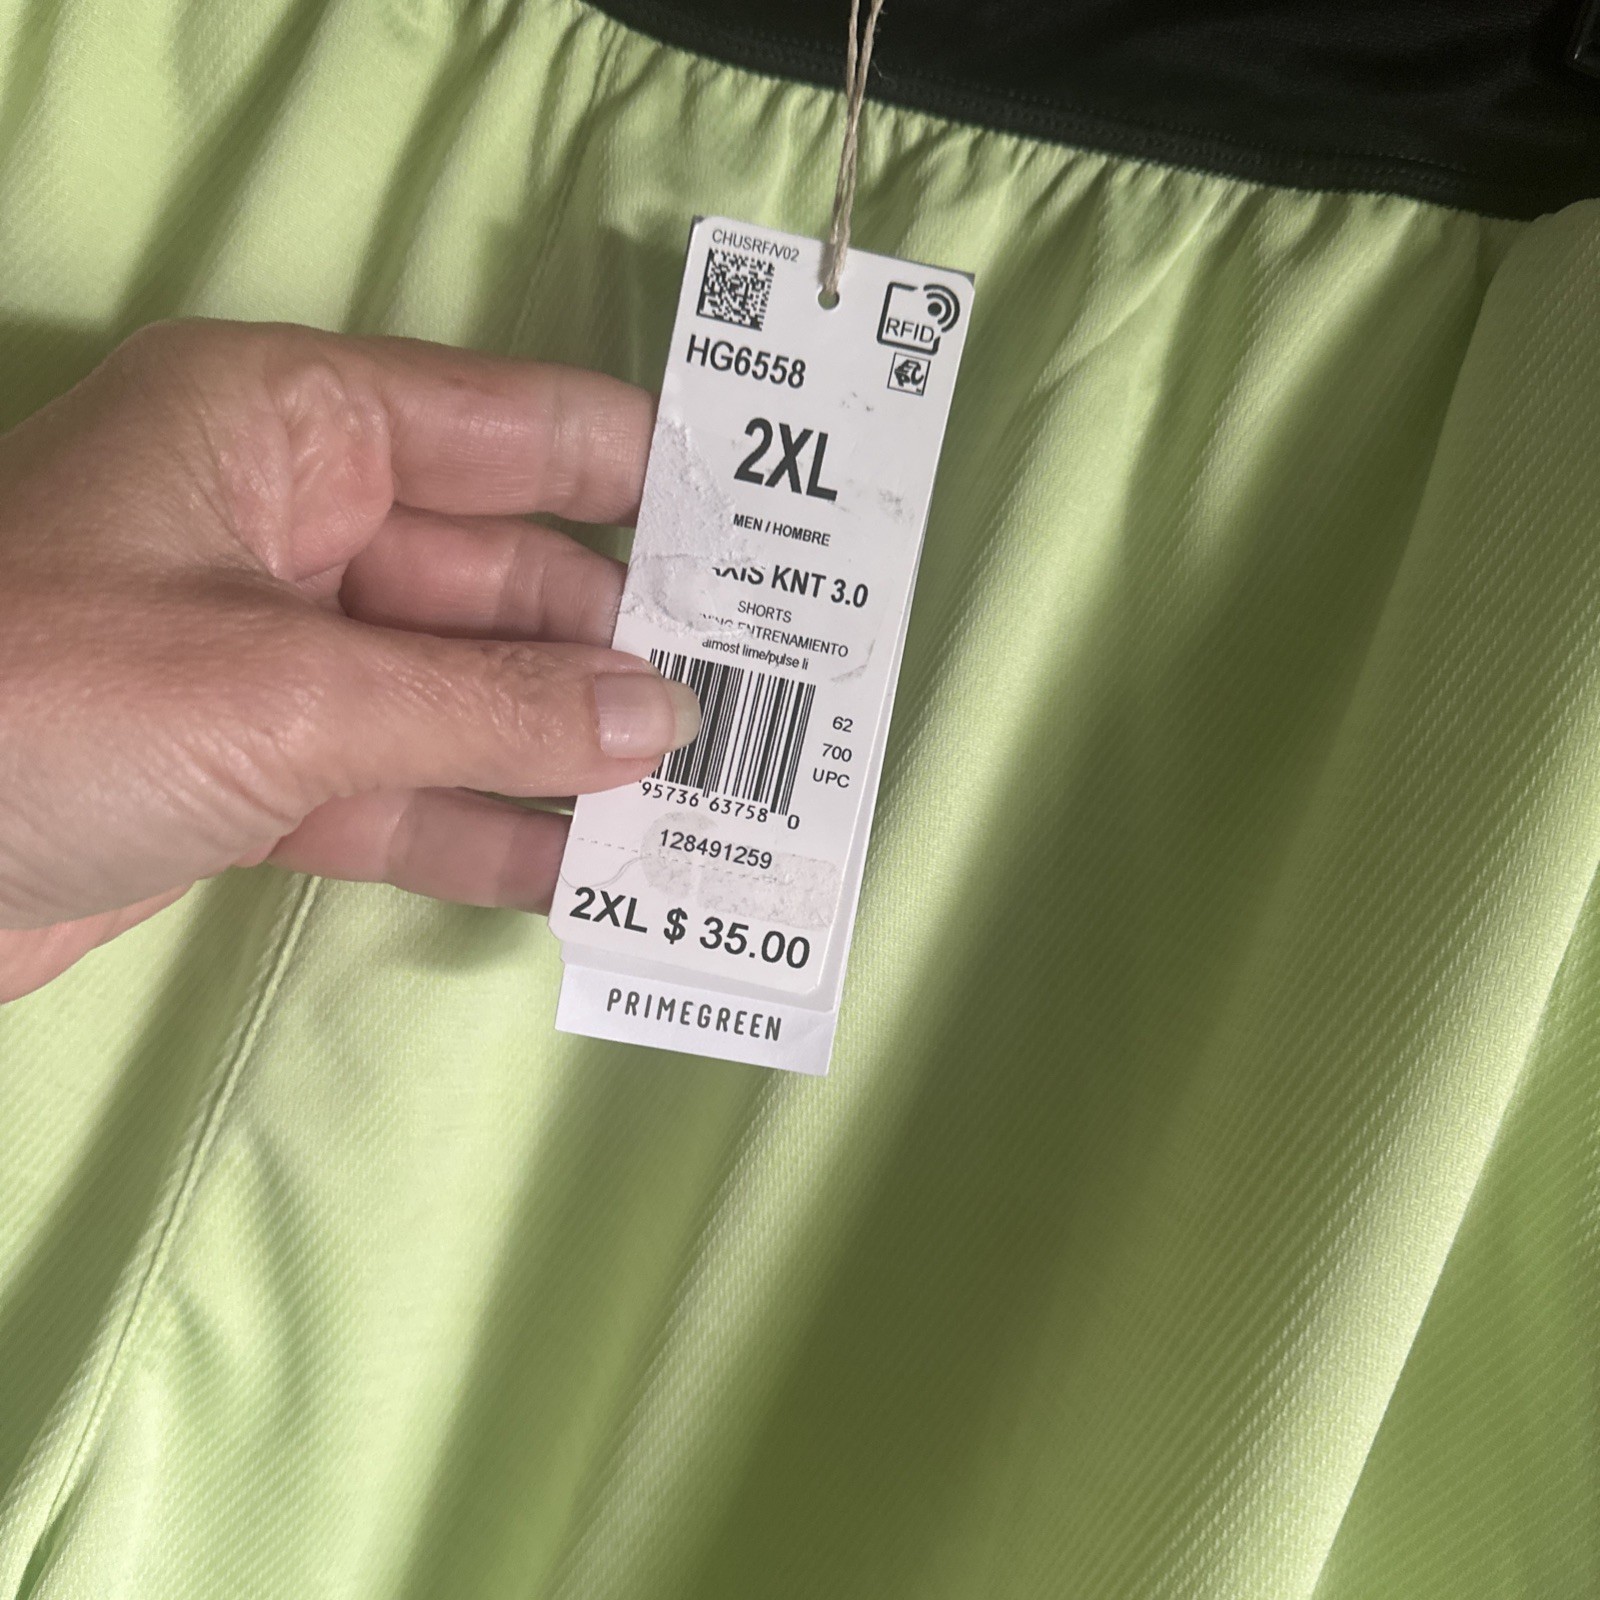 CHUSRF/V02
RFID
HG6558
2XL
MEN / HOMBRE
KNT 3.0
SHORTS
ENTRENAMIENTO
almost lime/pulse li
62
700
UPC
95736 63758 0
128491259
2XL $ 35.00
PRIMEGREEN